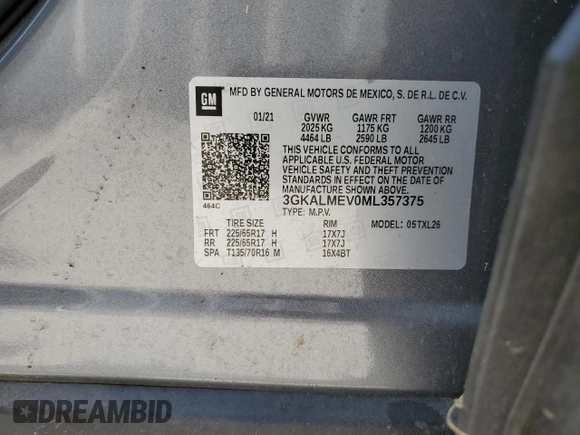 GM
MFD BY GENERAL MOTORS DE MEXICO, S. DE R.L. DE C.V.
01/21 GVWR GAWR FRT GAWR RR
2025 KG 1175 KG 1200 KG
4464 LB 2590 LB 2645 LB
THIS VEHICLE CONFORMS TO ALL
APPLICABLE U.S. FEDERAL MOTOR
VEHICLE SAFETY AND THEFT PREVENTION
STANDARDS IN EFFECT ON THE DATE OF
MANUFACTURE SHOWN ABOVE.
464C
3GKALMEV0ML357375
TYPE: M.P.V.
TIRE SIZE RIM MODEL: 05TXL26
FRT 225/65R17 H 17X7J
RR 225/65R17 H 17X7J
SPA T135/70R16 M 16X4BT
DREAMBID